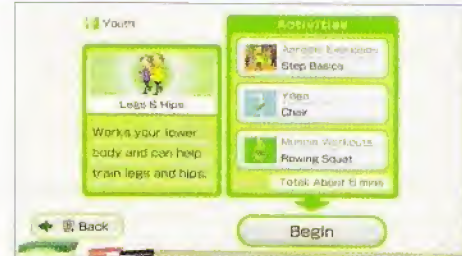 Youth
Legs & Hips
Works your lower
body and can help
train legs and hips.
Activities
Aerobic Exercises
Step Basics
Yoga
Chair
Muscle Workouts
Rowing Squat
Total: About 5 mins
Back
Begin